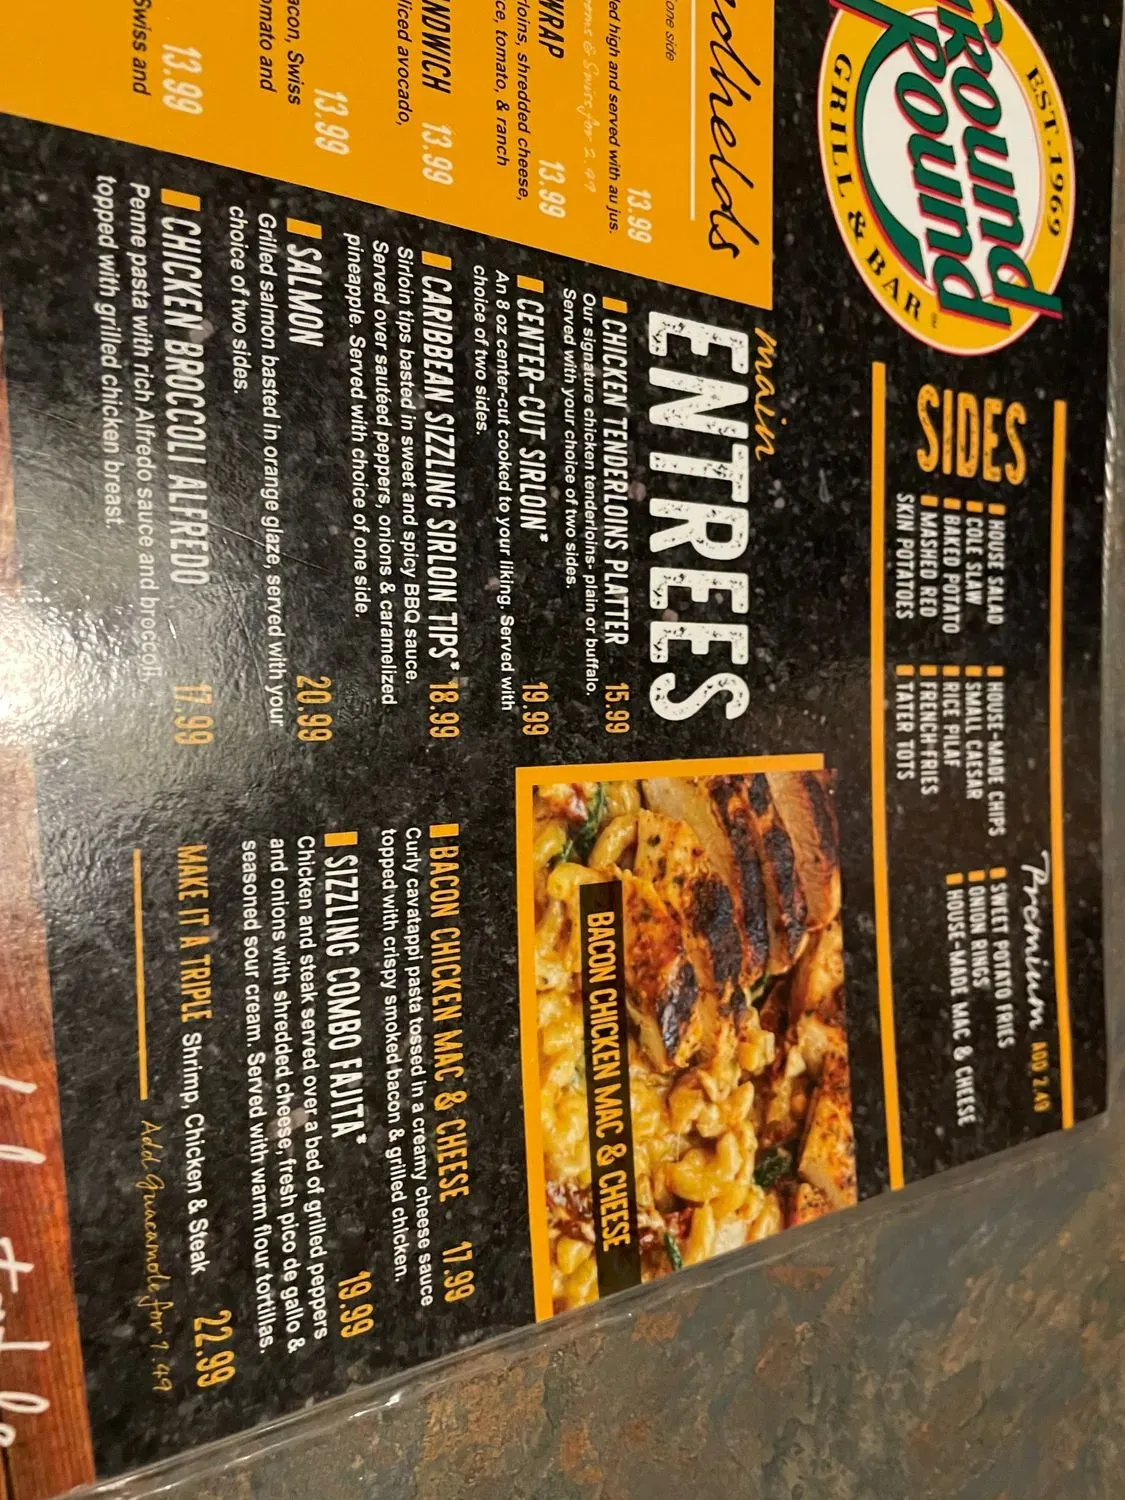 GROUND
ROUND
EST. 1969
GRILL & BAR
SIDES
HOUSE SALAD
COLE SLAW
BAKED POTATO
MASHED RED
SKIN POTATOES
HOUSE-MADE CHIPS
SMALL CAESAR
RICE PILAF
FRENCH FRIES
TATER TOTS
Premium ADD 2.49
SWEET POTATO FRIES
ONION RINGS
HOUSE-MADE MAC & CHEESE
one side
13.99
led high and served with au jus.
& Swiss for 2.49
WRAP 13.99
rloins, shredded cheese,
ce, tomato, & ranch
NDWICH 13.99
liced avocado,
13.99
acon, Swiss
omato and
13.99
Swiss and
main
ENTREES
CHICKEN TENDERLOINS PLATTER 15.99
Our signature chicken tenderloins- plain or buffalo.
Served with your choice of two sides.
CENTER-CUT SIRLOIN* 19.99
An 8 oz center-cut cooked to your liking. Served with
choice of two sides.
CARIBBEAN SIZZLING SIRLOIN TIPS* 18.99
Sirloin tips basted in sweet and spicy BBQ sauce.
Served over sautéed peppers, onions & caramelized
pineapple. Served with choice of one side.
SALMON 20.99
Grilled salmon basted in orange glaze, served with your
choice of two sides.
CHICKEN BROCCOLI ALFREDO 17.99
Penne pasta with rich Alfredo sauce and broccoli
topped with grilled chicken breast.
BACON CHICKEN MAC & CHEESE
BACON CHICKEN MAC & CHEESE 17.99
Curly cavatappi pasta tossed in a creamy cheese sauce
topped with crispy smoked bacon & grilled chicken.
SIZZLING COMBO FAJITA* 19.99
Chicken and steak served over a bed of grilled peppers
and onions with shredded cheese, fresh pico de gallo &
seasoned sour cream. Served with warm flour tortillas.
MAKE IT A TRIPLE Shrimp, Chicken & Steak 22.99
Add Guacamole for 1.49